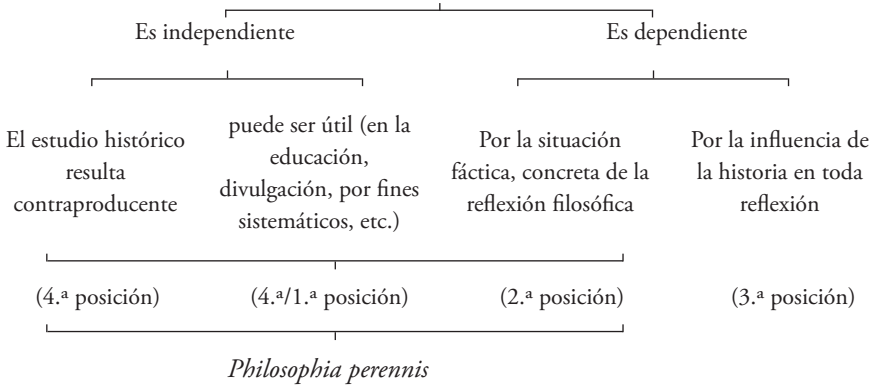 Es independiente
Es dependiente
El estudio histórico
resulta
contraproducente
puede ser útil (en la
educación,
divulgación, por fines
sistemáticos, etc.)
Por la situación
fáctica, concreta de la
reflexión filosófica
Por la influencia de
la historia en toda
reflexión
(4.ª posición)
(4.ª/1.ª posición)
(2.ª posición)
(3.ª posición)
Philosophia perennis